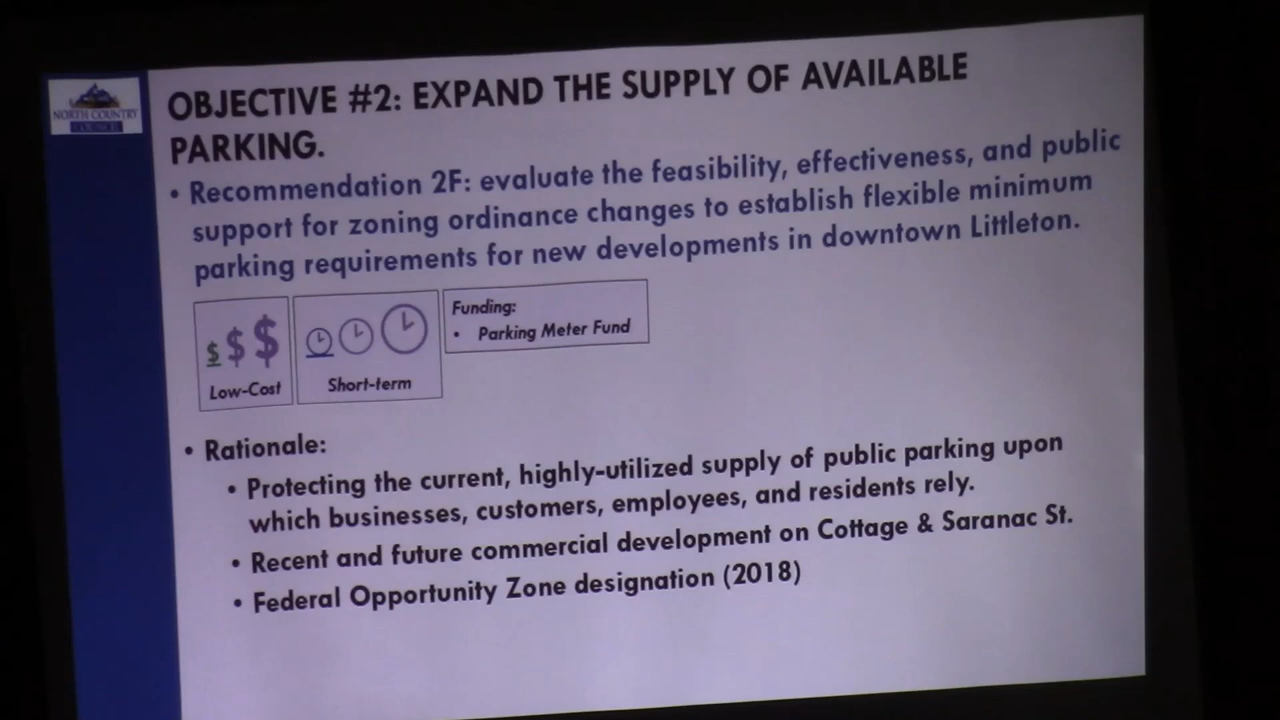 NORTH COUNTRY
COUNCIL
OBJECTIVE #2: EXPAND THE SUPPLY OF AVAILABLE
PARKING.
• Recommendation 2F: evaluate the feasibility, effectiveness, and public
support for zoning ordinance changes to establish flexible minimum
parking requirements for new developments in downtown Littleton.
$ $ $
Low-Cost
Short-term
Funding:
• Parking Meter Fund
• Rationale:
• Protecting the current, highly-utilized supply of public parking upon
which businesses, customers, employees, and residents rely.
• Recent and future commercial development on Cottage & Saranac St.
• Federal Opportunity Zone designation (2018)